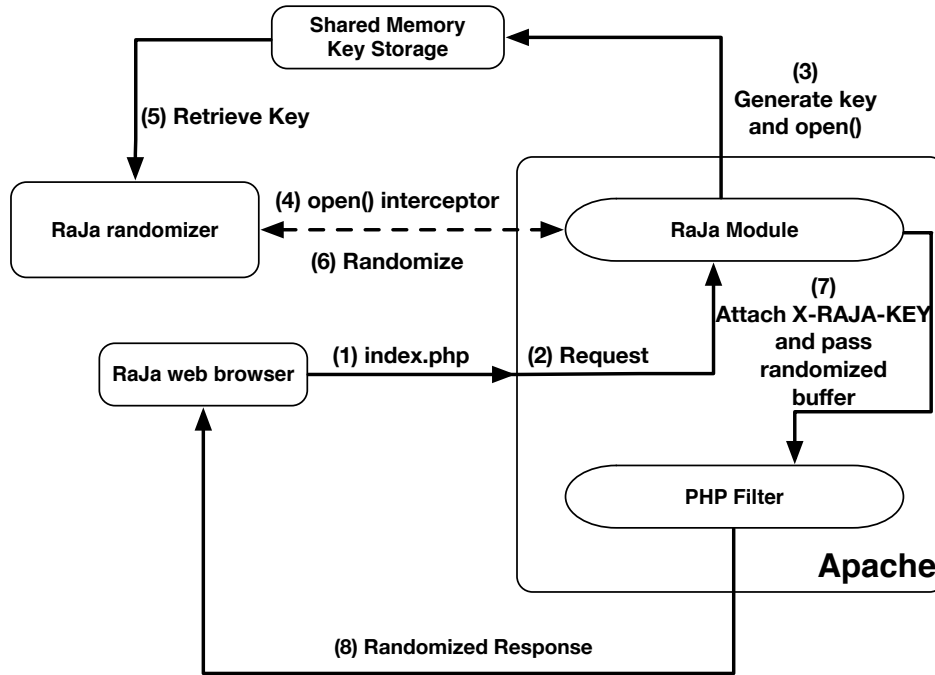 Shared Memory
Key Storage
(3)
Generate key
and open()
(5) Retrieve Key
RaJa randomizer
(4) open() interceptor
(6) Randomize
RaJa Module
(7)
Attach X-RAJA-KEY
and pass
randomized
buffer
RaJa web browser
(1) index.php
(2) Request
PHP Filter
Apache
(8) Randomized Response